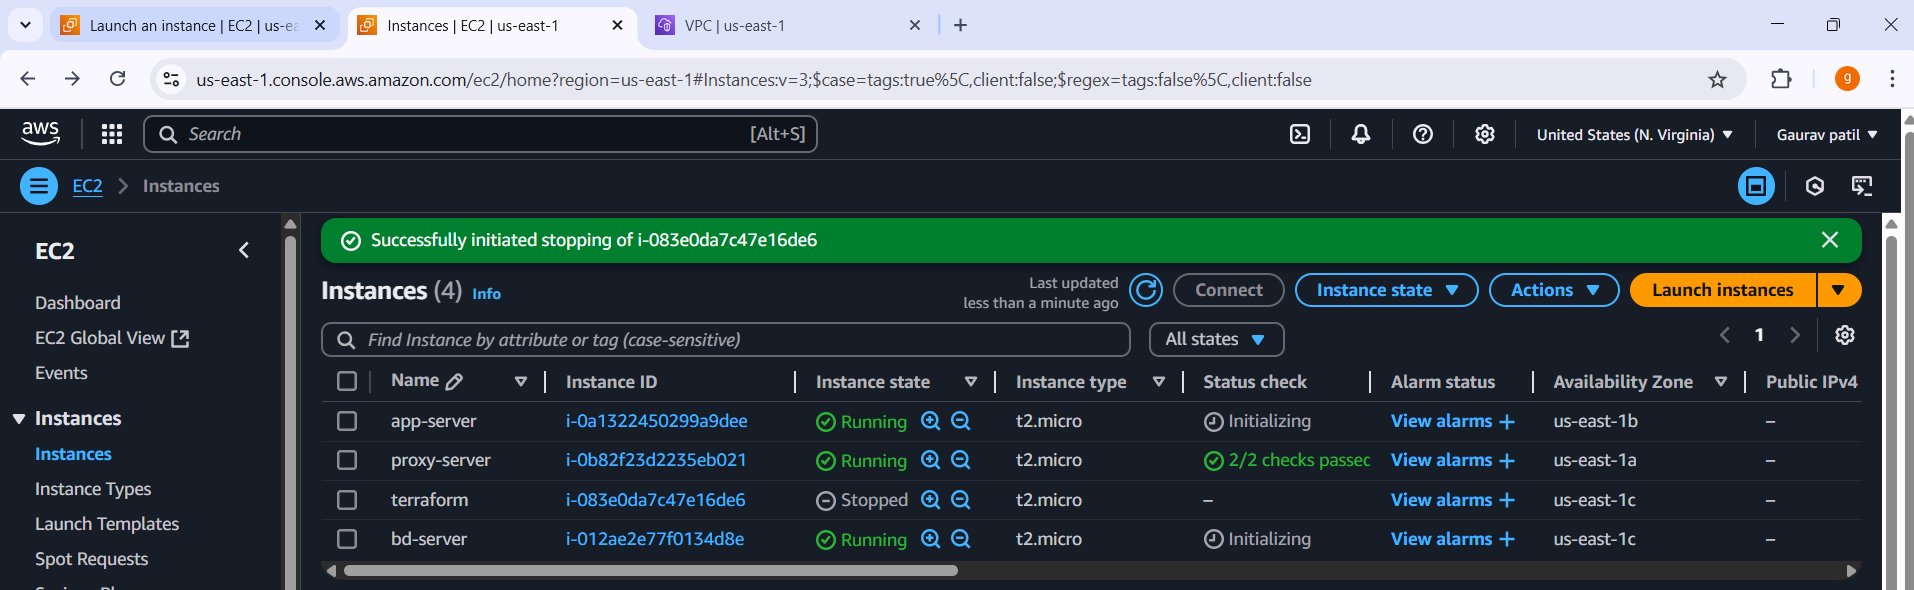 Launch an instance | EC2 | us-ea
Instances | EC2 | us-east-1
VPC | us-east-1
us-east-1.console.aws.amazon.com/ec2/home?region=us-east-1#Instances:v=3;$case=tags:true%5C,client:false;$regex=tags:false%5C,client:false
g
aws
Search
[Alt+S]
United States (N. Virginia)
Gaurav patil
EC2
Instances
EC2
Dashboard
EC2 Global View
Events
Instances
Instances
Instance Types
Launch Templates
Spot Requests
Successfully initiated stopping of i-083e0da7c47e16de6
Instances (4) Info
Last updated
less than a minute ago
Connect
Instance state
Actions
Launch instances
Find Instance by attribute or tag (case-sensitive)
All states
1
Name Instance ID Instance state Instance type Status check Alarm status Availability Zone Public IPv4
app-server i-0a1322450299a9dee Running t2.micro Initializing View alarms + us-east-1b –
proxy-server i-0b82f23d2235eb021 Running t2.micro 2/2 checks passed View alarms + us-east-1a –
terraform i-083e0da7c47e16de6 Stopped t2.micro – View alarms + us-east-1c –
bd-server i-012ae2e77f0134d8e Running t2.micro Initializing View alarms + us-east-1c –